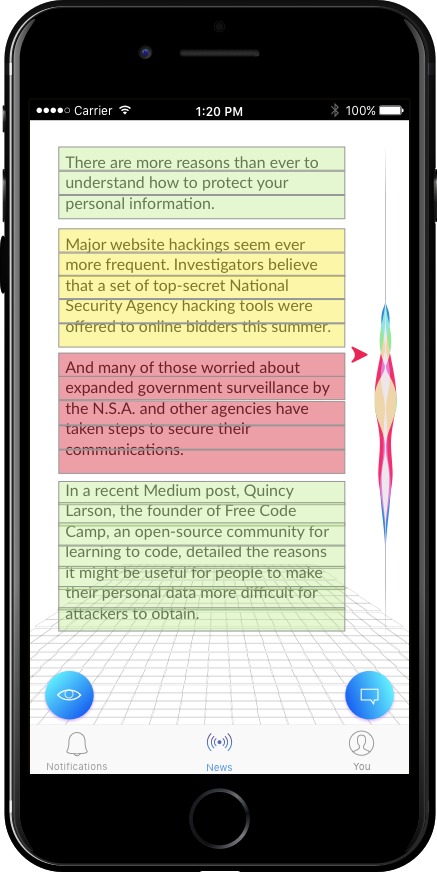 Carrier 1:20 PM 100%
There are more reasons than ever to
understand how to protect your
personal information.
Major website hackings seem ever
more frequent. Investigators believe
that a set of top-secret National
Security Agency hacking tools were
offered to online bidders this summer.
And many of those worried about
expanded government surveillance by
the N.S.A. and other agencies have
taken steps to secure their
communications.
In a recent Medium post, Quincy
Larson, the founder of Free Code
Camp, an open-source community for
learning to code, detailed the reasons
it might be useful for people to make
their personal data more difficult for
attackers to obtain.
Notifications News You